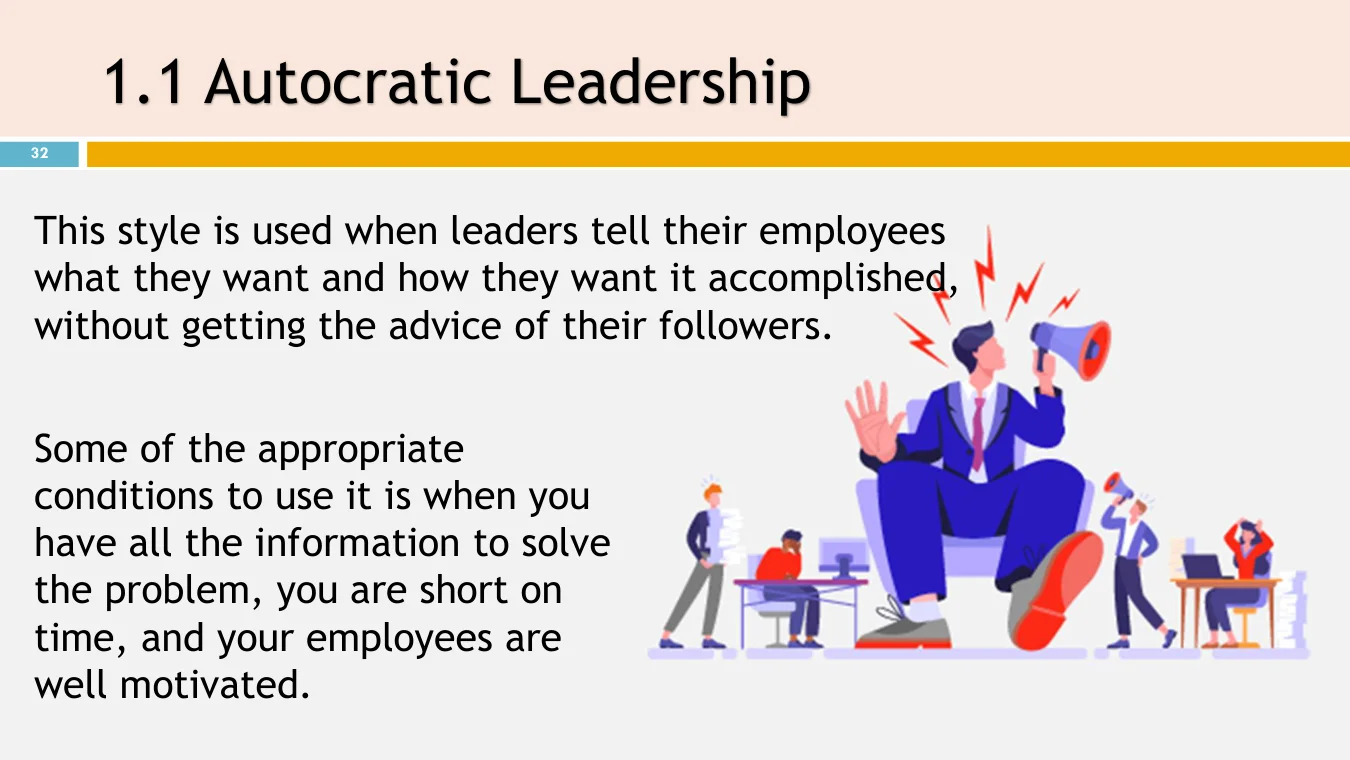 1.1 Autocratic Leadership
32
This style is used when leaders tell their employees
what they want and how they want it accomplished,
without getting the advice of their followers.
Some of the appropriate
conditions to use it is when you
have all the information to solve
the problem, you are short on
time, and your employees are
well motivated.